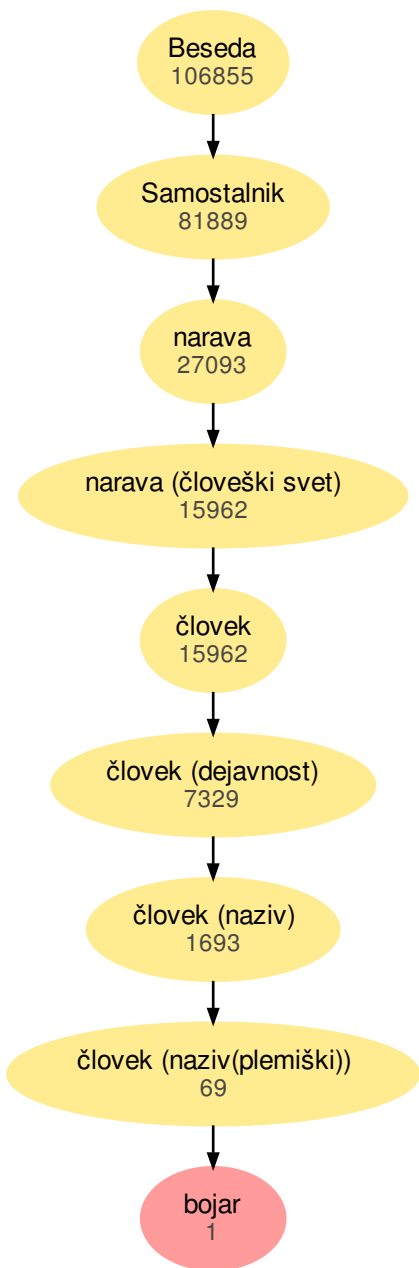 Beseda
106855
Samostalnik
81889
narava
27093
narava (človeški svet)
15962
človek
15962
človek (dejavnost)
7329
človek (naziv)
1693
človek (naziv(plemiški))
69
bojar
1